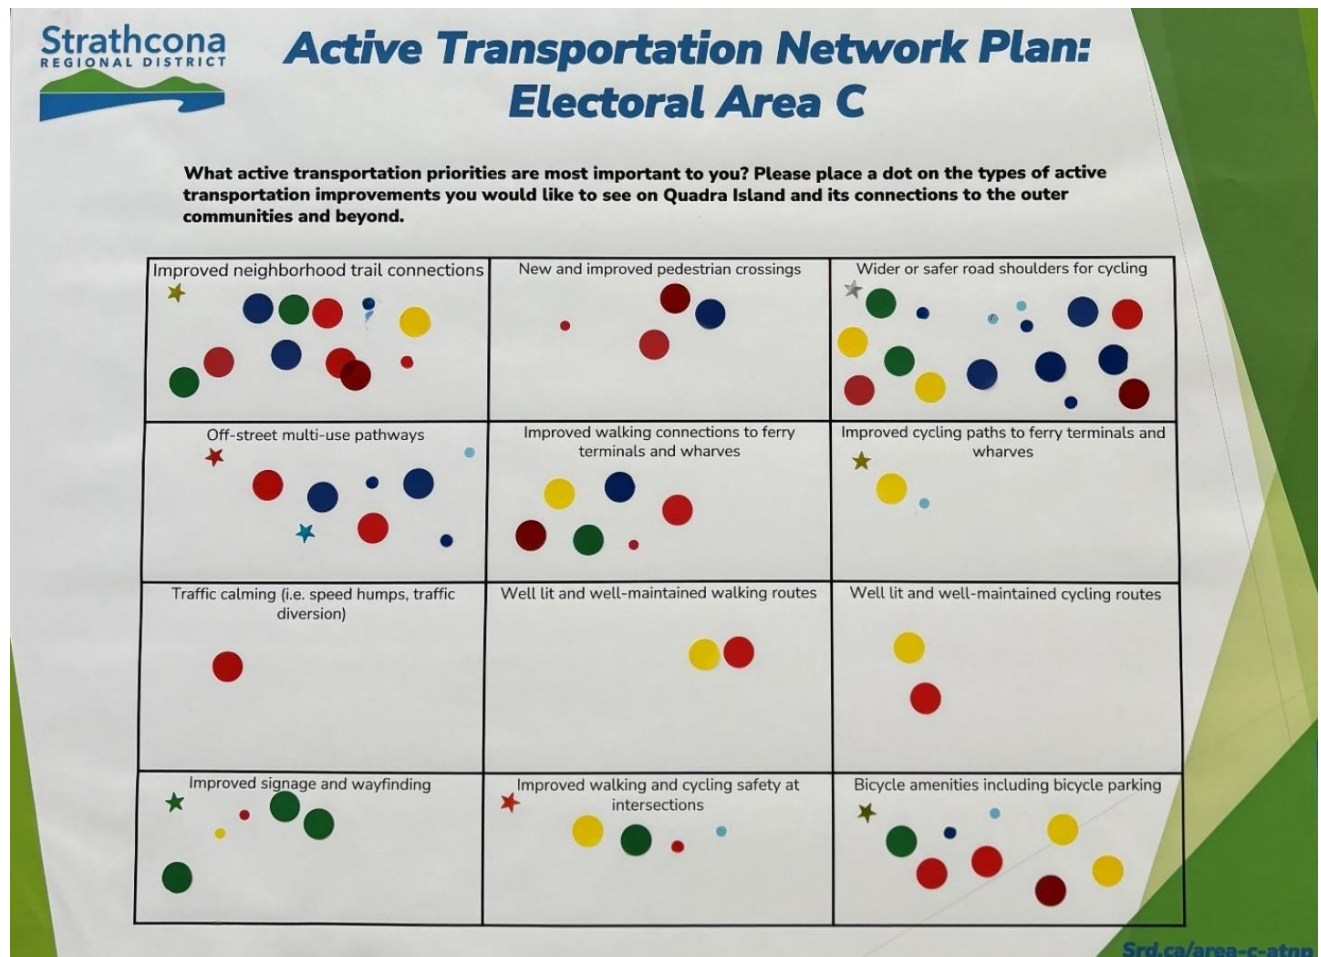 Strathcona
REGIONAL DISTRICT
Active Transportation Network Plan:
Electoral Area C
What active transportation priorities are most important to you? Please place a dot on the types of active
transportation improvements you would like to see on Quadra Island and its connections to the outer
communities and beyond.
Improved neighborhood trail connections
New and improved pedestrian crossings
Wider or safer road shoulders for cycling
Off-street multi-use pathways
Improved walking connections to ferry
terminals and wharves
Improved cycling paths to ferry terminals and
wharves
Traffic calming (i.e. speed humps, traffic
diversion)
Well lit and well-maintained walking routes
Well lit and well-maintained cycling routes
Improved signage and wayfinding
Improved walking and cycling safety at
intersections
Bicycle amenities including bicycle parking
Srd.ca/area-c-atnp